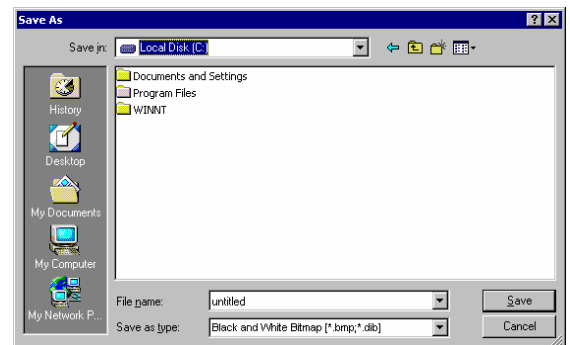 Save As
Save in:
Local Disk (C:)
Documents and Settings
Program Files
WINNT
History
Desktop
My Documents
My Computer
My Network P...
File name:
untitled
Save
Save as type:
Black and White Bitmap (*.bmp;*.dib)
Cancel